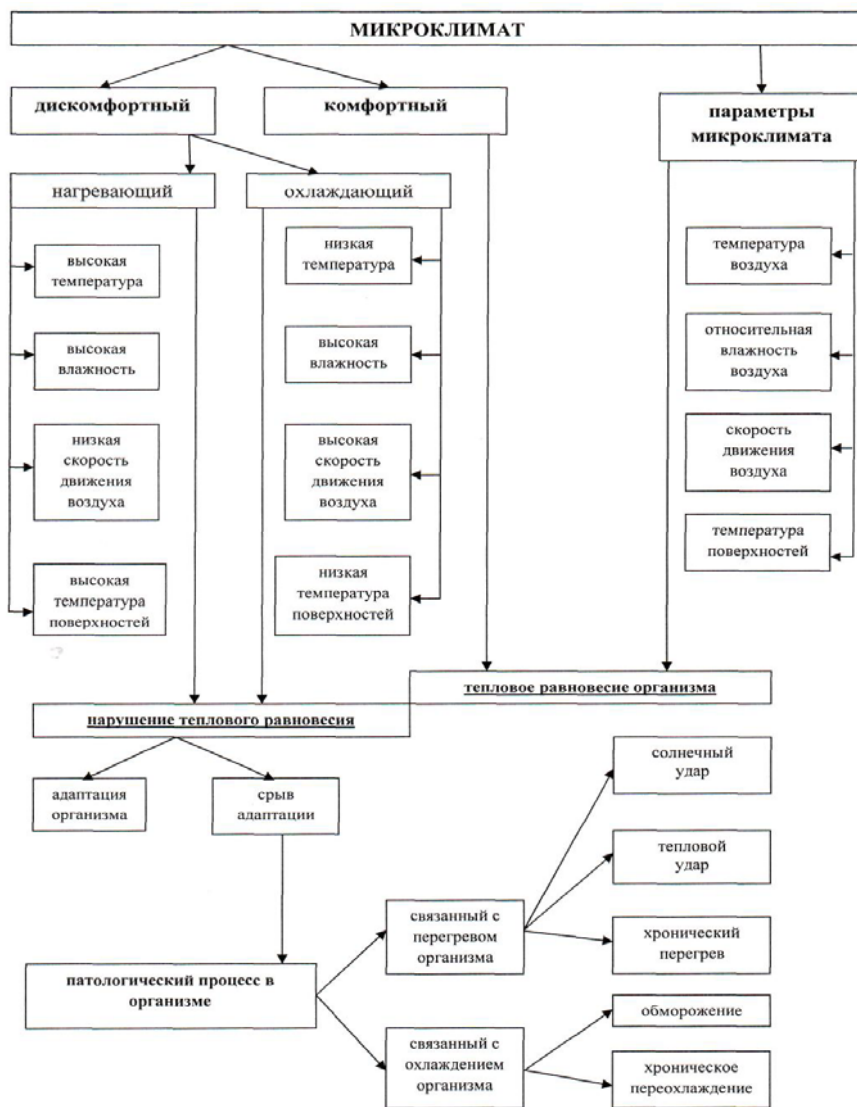 МИКРОКЛИМАТ
дискомфортный
комфортный
параметры
микроклимата
нагревающий
охлаждающий
высокая
температура
низкая
температура
температура
воздуха
высокая
влажность
высокая
влажность
относительная
влажность
воздуха
низкая
скорость
движения
воздуха
высокая
скорость
движения
воздуха
скорость
движения
воздуха
температура
поверхностей
высокая
температура
поверхностей
низкая
температура
поверхностей
тепловое равновесие организма
нарушение теплового равновесия
адаптация
организма
срыв
адаптации
солнечный
удар
тепловой
удар
связанный с
перегревом
организма
хронический
перегрев
патологический процесс в
организме
обморожение
связанный с
охлаждением
организма
хроническое
переохлаждение